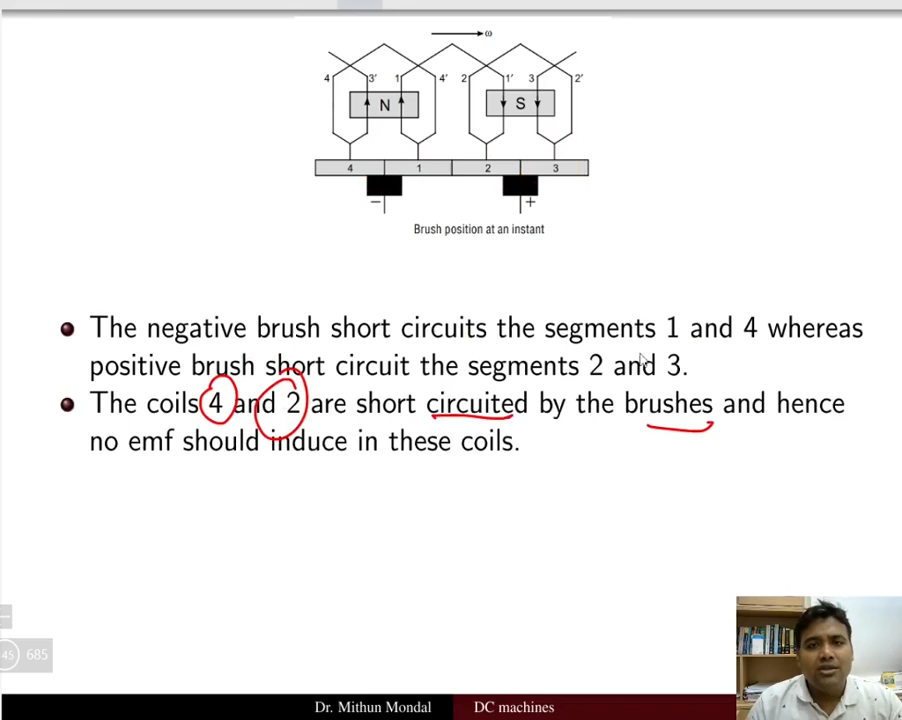 ω
4 3' 1 4' 2 1' 3 2'
N S
4 1 2 3
− +
Brush position at an instant
The negative brush short circuits the segments 1 and 4 whereas
positive brush short circuit the segments 2 and 3.
The coils 4 and 2 are short circuited by the brushes and hence
no emf should induce in these coils.
45 685
Dr. Mithun Mondal DC machines